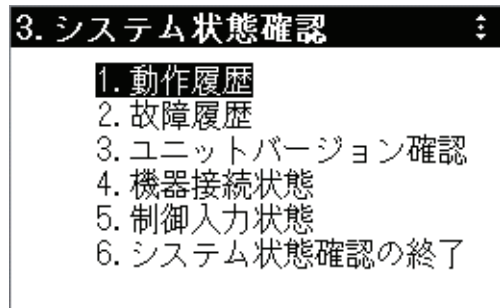 3.システム状態確認
1.動作履歴
2.故障履歴
3.ユニットバージョン確認
4.機器接続状態
5.制御入力状態
6.システム状態確認の終了